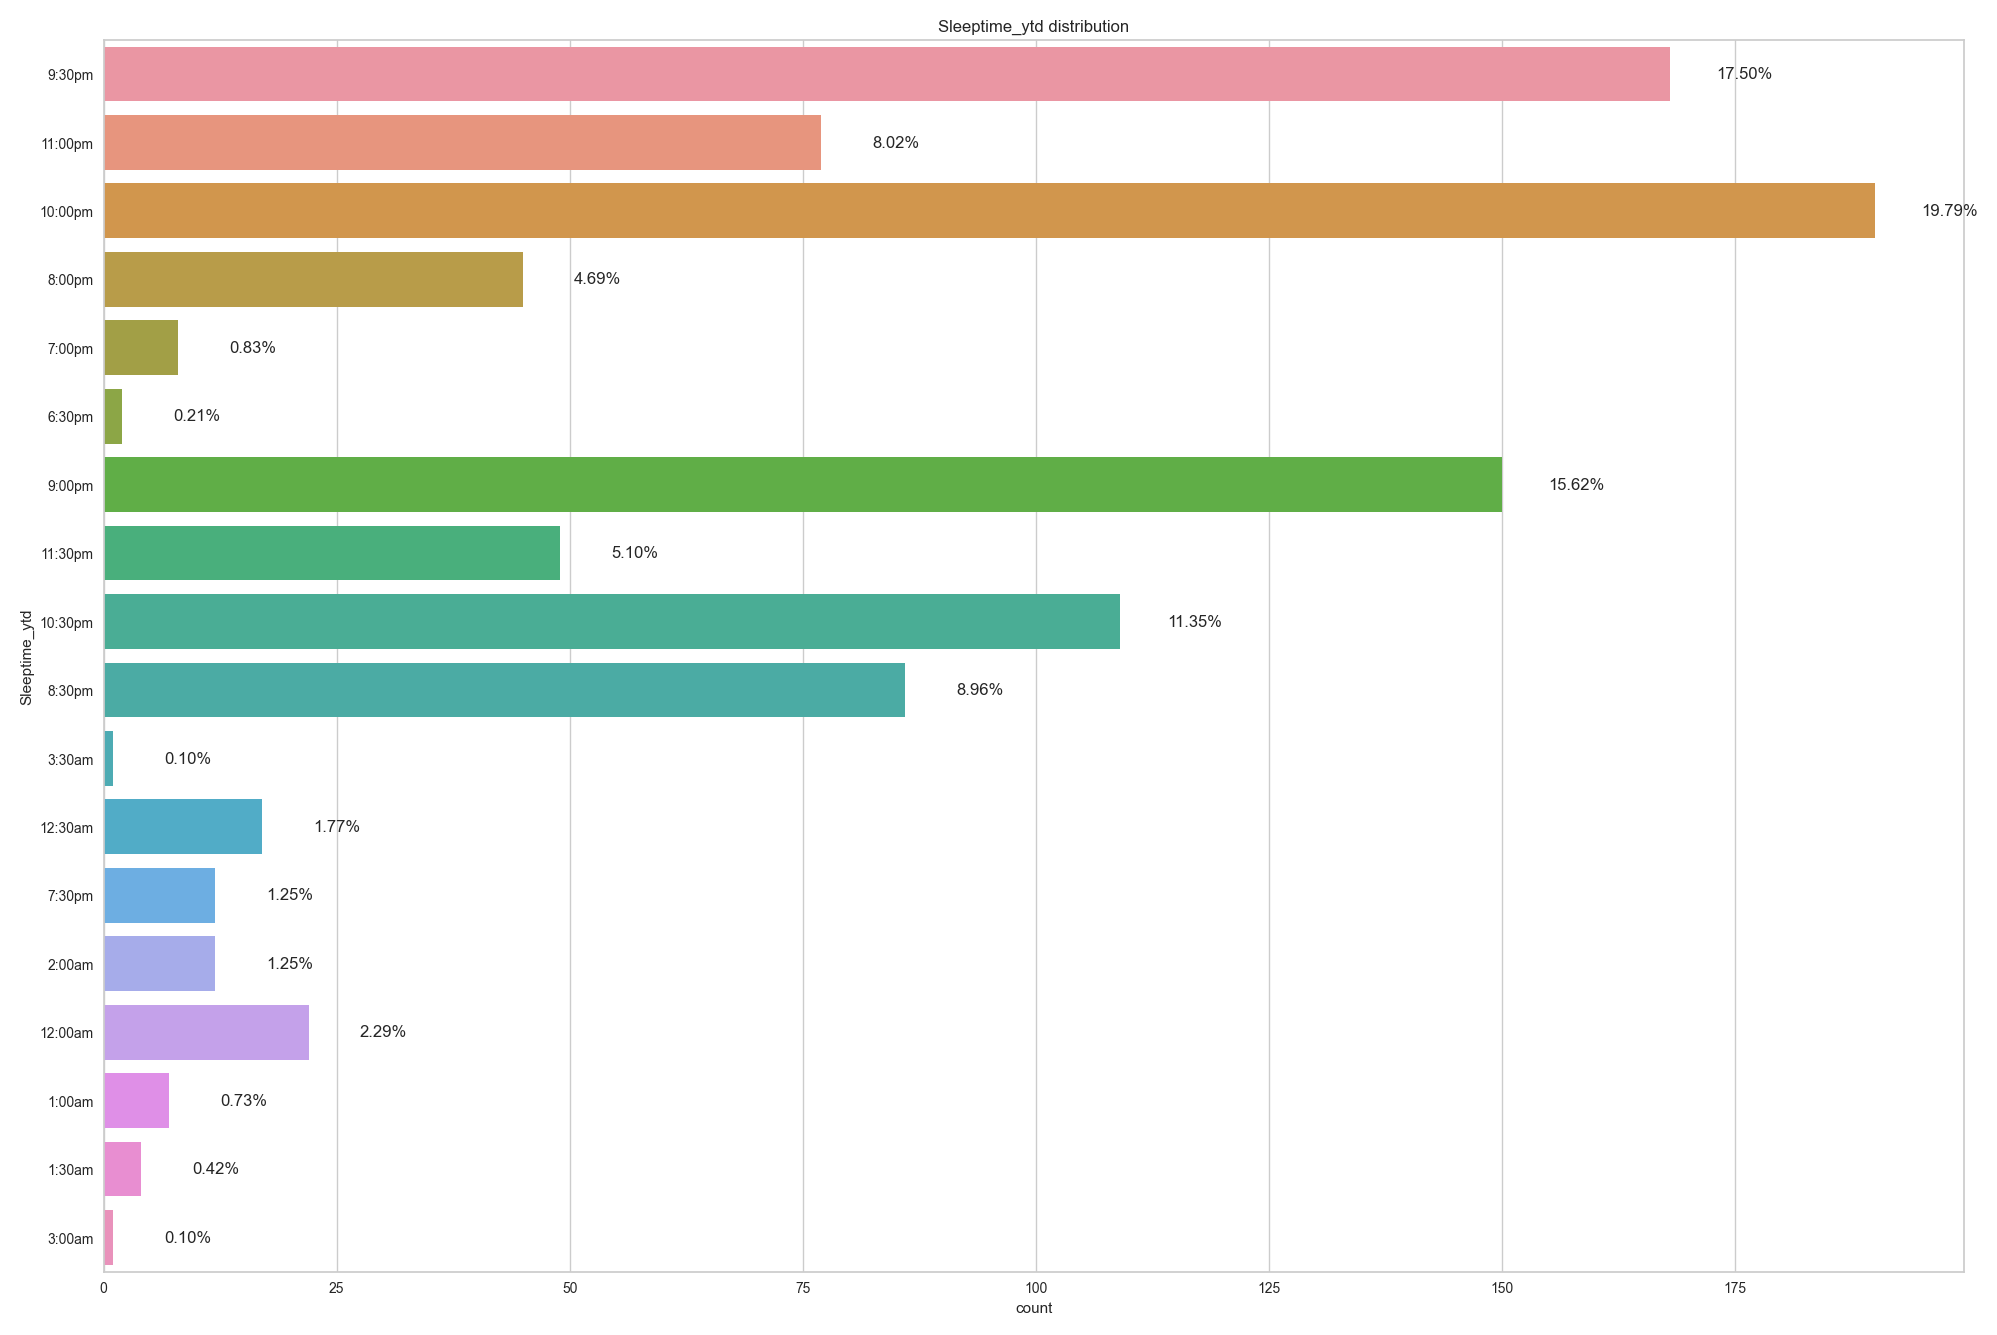 Sleeptime_ytd distribution
9:30pm 17.50%
11:00pm 8.02%
10:00pm 19.79%
8:00pm 4.69%
7:00pm 0.83%
6:30pm 0.21%
9:00pm 15.62%
11:30pm 5.10%
10:30pm 11.35%
8:30pm 8.96%
3:30am 0.10%
12:30am 1.77%
7:30pm 1.25%
2:00am 1.25%
12:00am 2.29%
1:00am 0.73%
1:30am 0.42%
3:00am 0.10%
Sleeptime_ytd
0 25 50 75 100 125 150 175
count